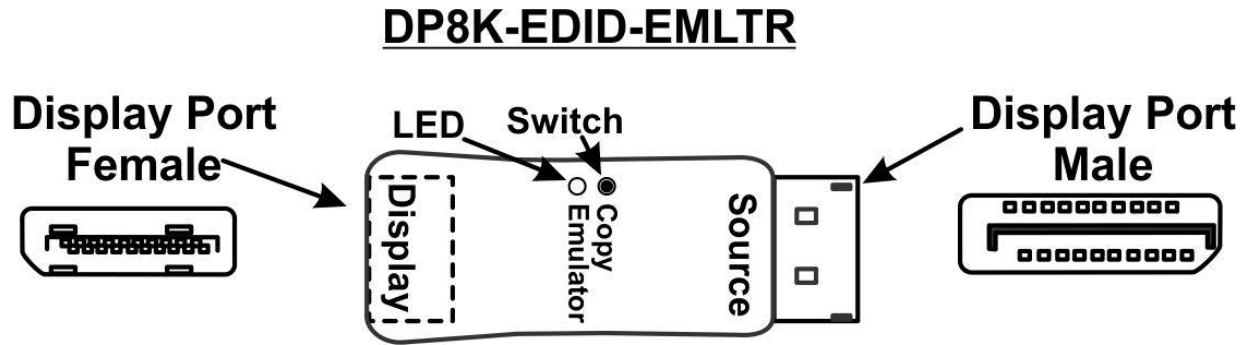 DP8K-EDID-EMLTR
Display Port
Female
LED
Switch
Display Port
Male
Display
Emulator
Copy
Source